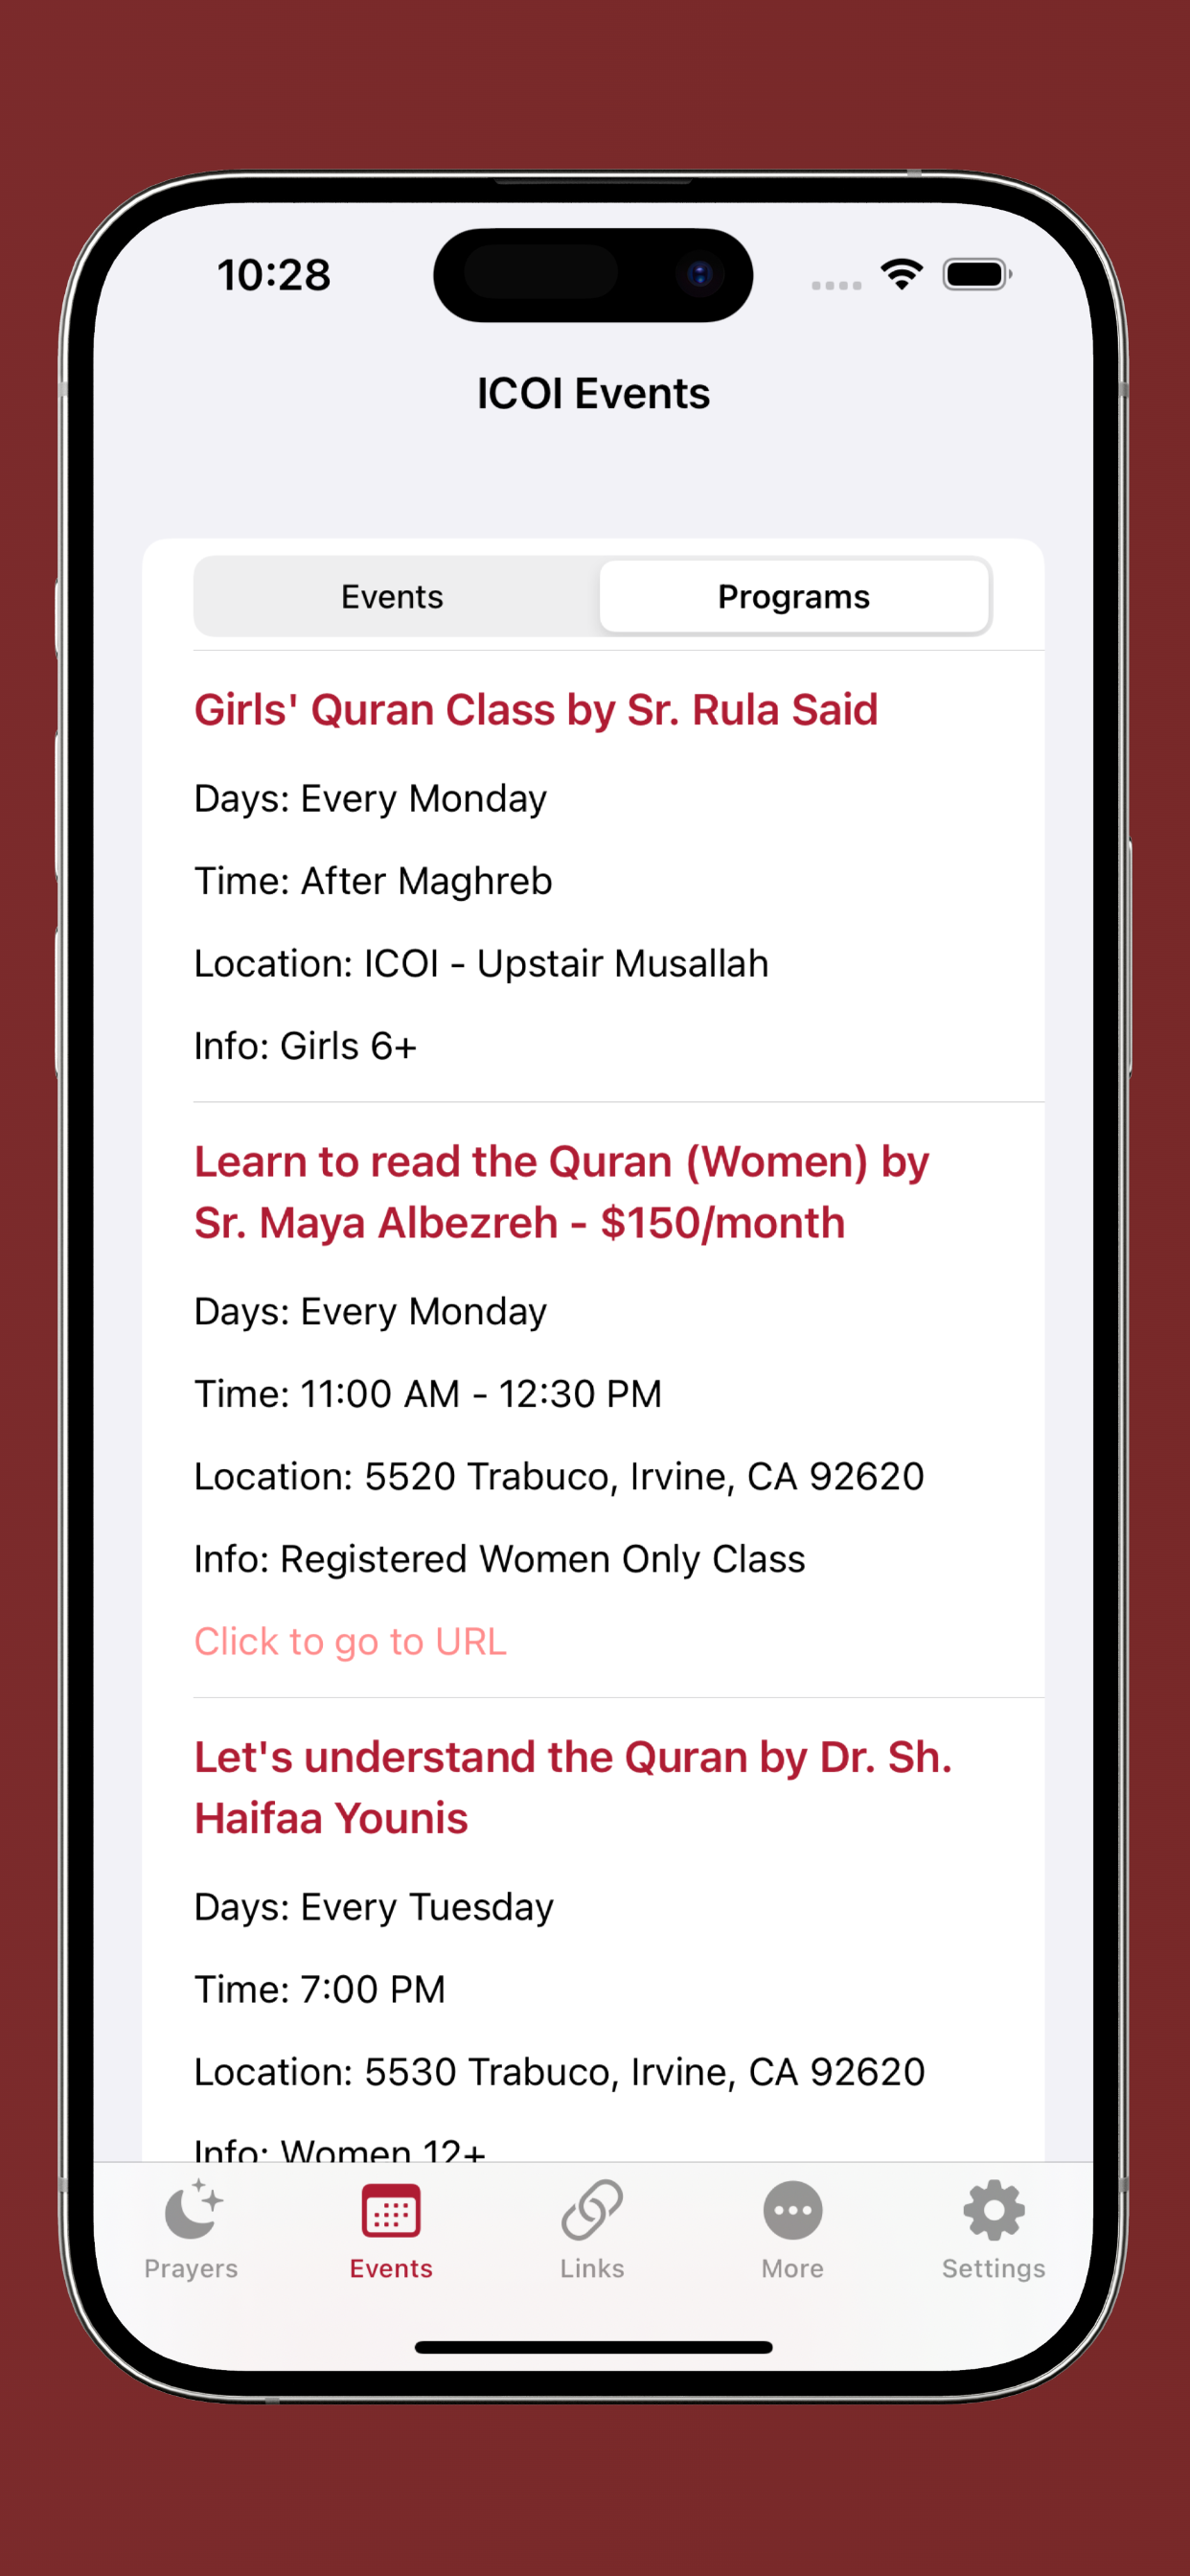 10:28
ICOI Events
Events
Programs
Girls' Quran Class by Sr. Rula Said
Days: Every Monday
Time: After Maghreb
Location: ICOI - Upstair Musallah
Info: Girls 6+
Learn to read the Quran (Women) by
Sr. Maya Albezreh - $150/month
Days: Every Monday
Time: 11:00 AM - 12:30 PM
Location: 5520 Trabuco, Irvine, CA 92620
Info: Registered Women Only Class
Click to go to URL
Let's understand the Quran by Dr. Sh.
Haifaa Younis
Days: Every Tuesday
Time: 7:00 PM
Location: 5530 Trabuco, Irvine, CA 92620
Info: Women 12+
Prayers
Events
Links
More
Settings